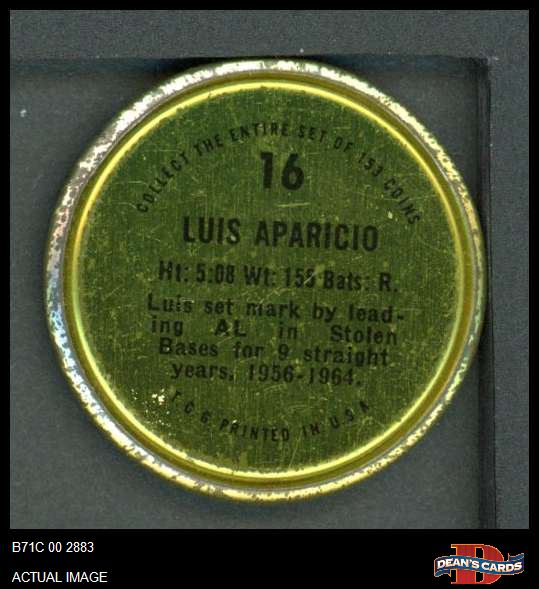 COLLECT THE ENTIRE SET OF 153 COINS
16
LUIS APARICIO
Ht: 5:08 Wt: 155 Bats: R.
Luis set mark by lead-
ing AL in Stolen
Bases for 9 straight
years, 1956-1964.
T.C.G. PRINTED IN U.S.A.
B71C 00 2883
ACTUAL IMAGE
D
DEAN'S CARDS